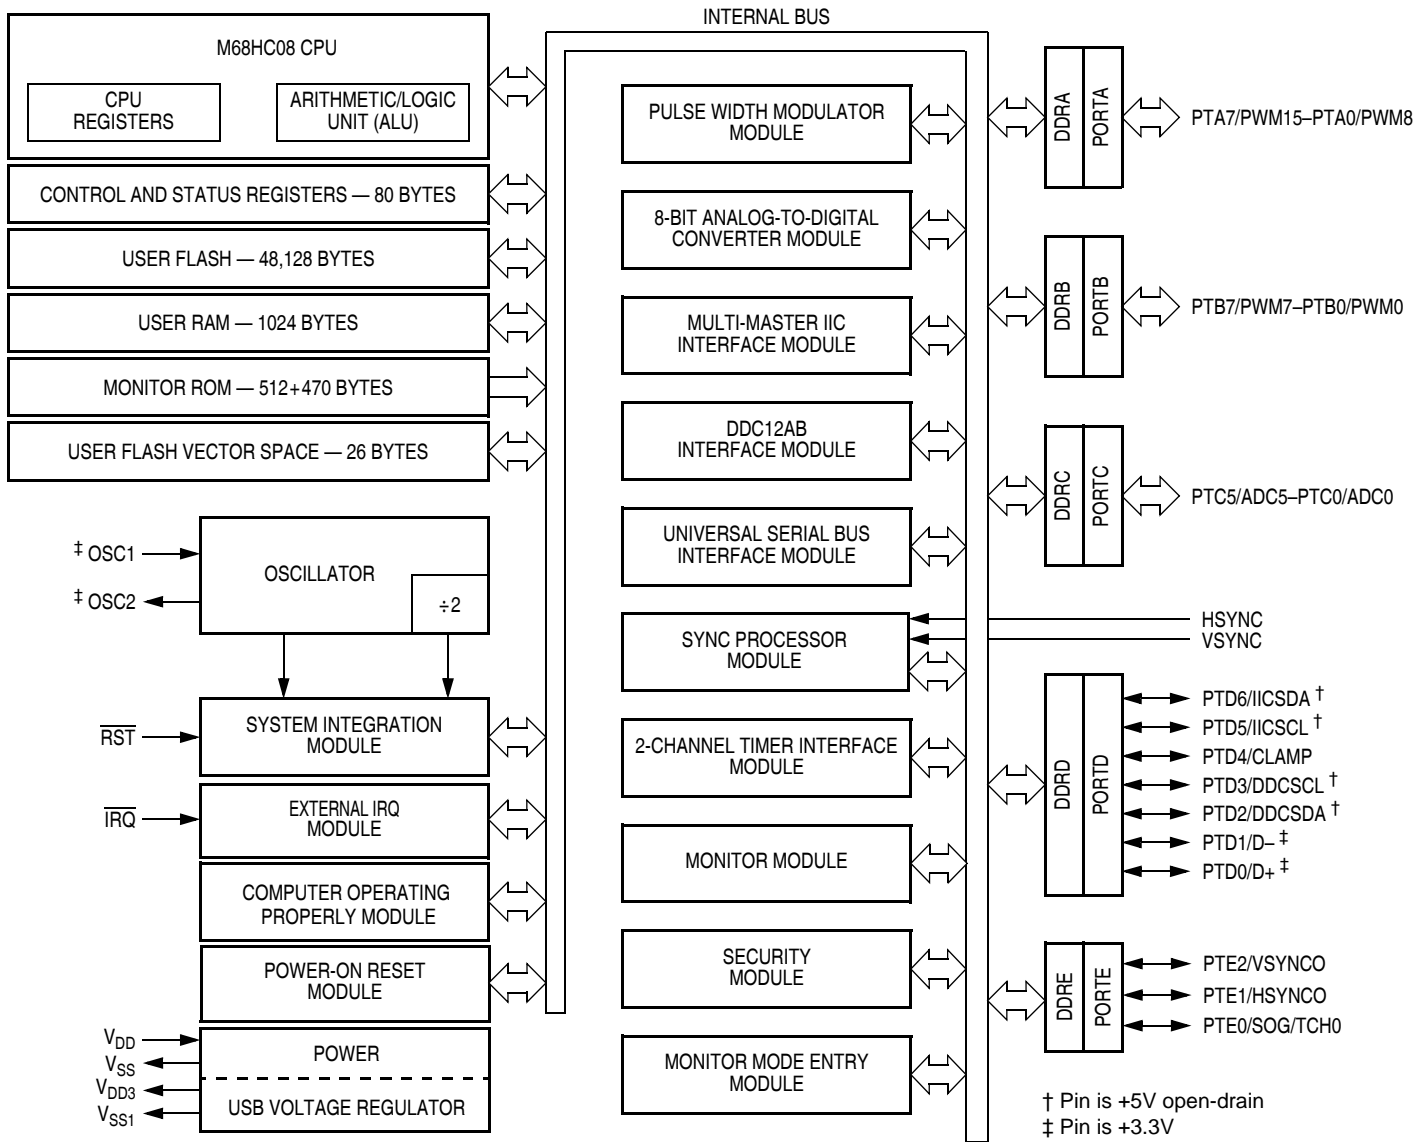 INTERNAL BUS
M68HC08 CPU
CPU
REGISTERS
ARITHMETIC/LOGIC
UNIT (ALU)
CONTROL AND STATUS REGISTERS — 80 BYTES
USER FLASH — 48,128 BYTES
USER RAM — 1024 BYTES
MONITOR ROM — 512+470 BYTES
USER FLASH VECTOR SPACE — 26 BYTES
‡ OSC1
‡ OSC2
OSCILLATOR
÷2
RST
SYSTEM INTEGRATION
MODULE
IRQ
EXTERNAL IRQ
MODULE
COMPUTER OPERATING
PROPERLY MODULE
POWER-ON RESET
MODULE
VDD
VSS
VDD3
VSS1
POWER
USB VOLTAGE REGULATOR
PULSE WIDTH MODULATOR
MODULE
8-BIT ANALOG-TO-DIGITAL
CONVERTER MODULE
MULTI-MASTER IIC
INTERFACE MODULE
DDC12AB
INTERFACE MODULE
UNIVERSAL SERIAL BUS
INTERFACE MODULE
SYNC PROCESSOR
MODULE
2-CHANNEL TIMER INTERFACE
MODULE
MONITOR MODULE
SECURITY
MODULE
MONITOR MODE ENTRY
MODULE
DDRA
PORTA
PTA7/PWM15–PTA0/PWM8
DDRB
PORTB
PTB7/PWM7–PTB0/PWM0
DDRC
PORTC
PTC5/ADC5–PTC0/ADC0
HSYNC
VSYNC
DDRD
PORTD
PTD6/IICSDA †
PTD5/IICSCL †
PTD4/CLAMP
PTD3/DDCSCL †
PTD2/DDCSDA †
PTD1/D– ‡
PTD0/D+ ‡
DDRE
PORTE
PTE2/VSYNCO
PTE1/HSYNCO
PTE0/SOG/TCH0
† Pin is +5V open-drain
‡ Pin is +3.3V